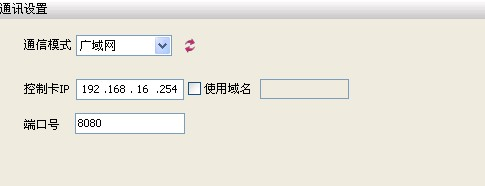 通讯设置
通信模式 广域网
控制卡IP 192 .168 . 16 .254 使用域名
端口号 8080